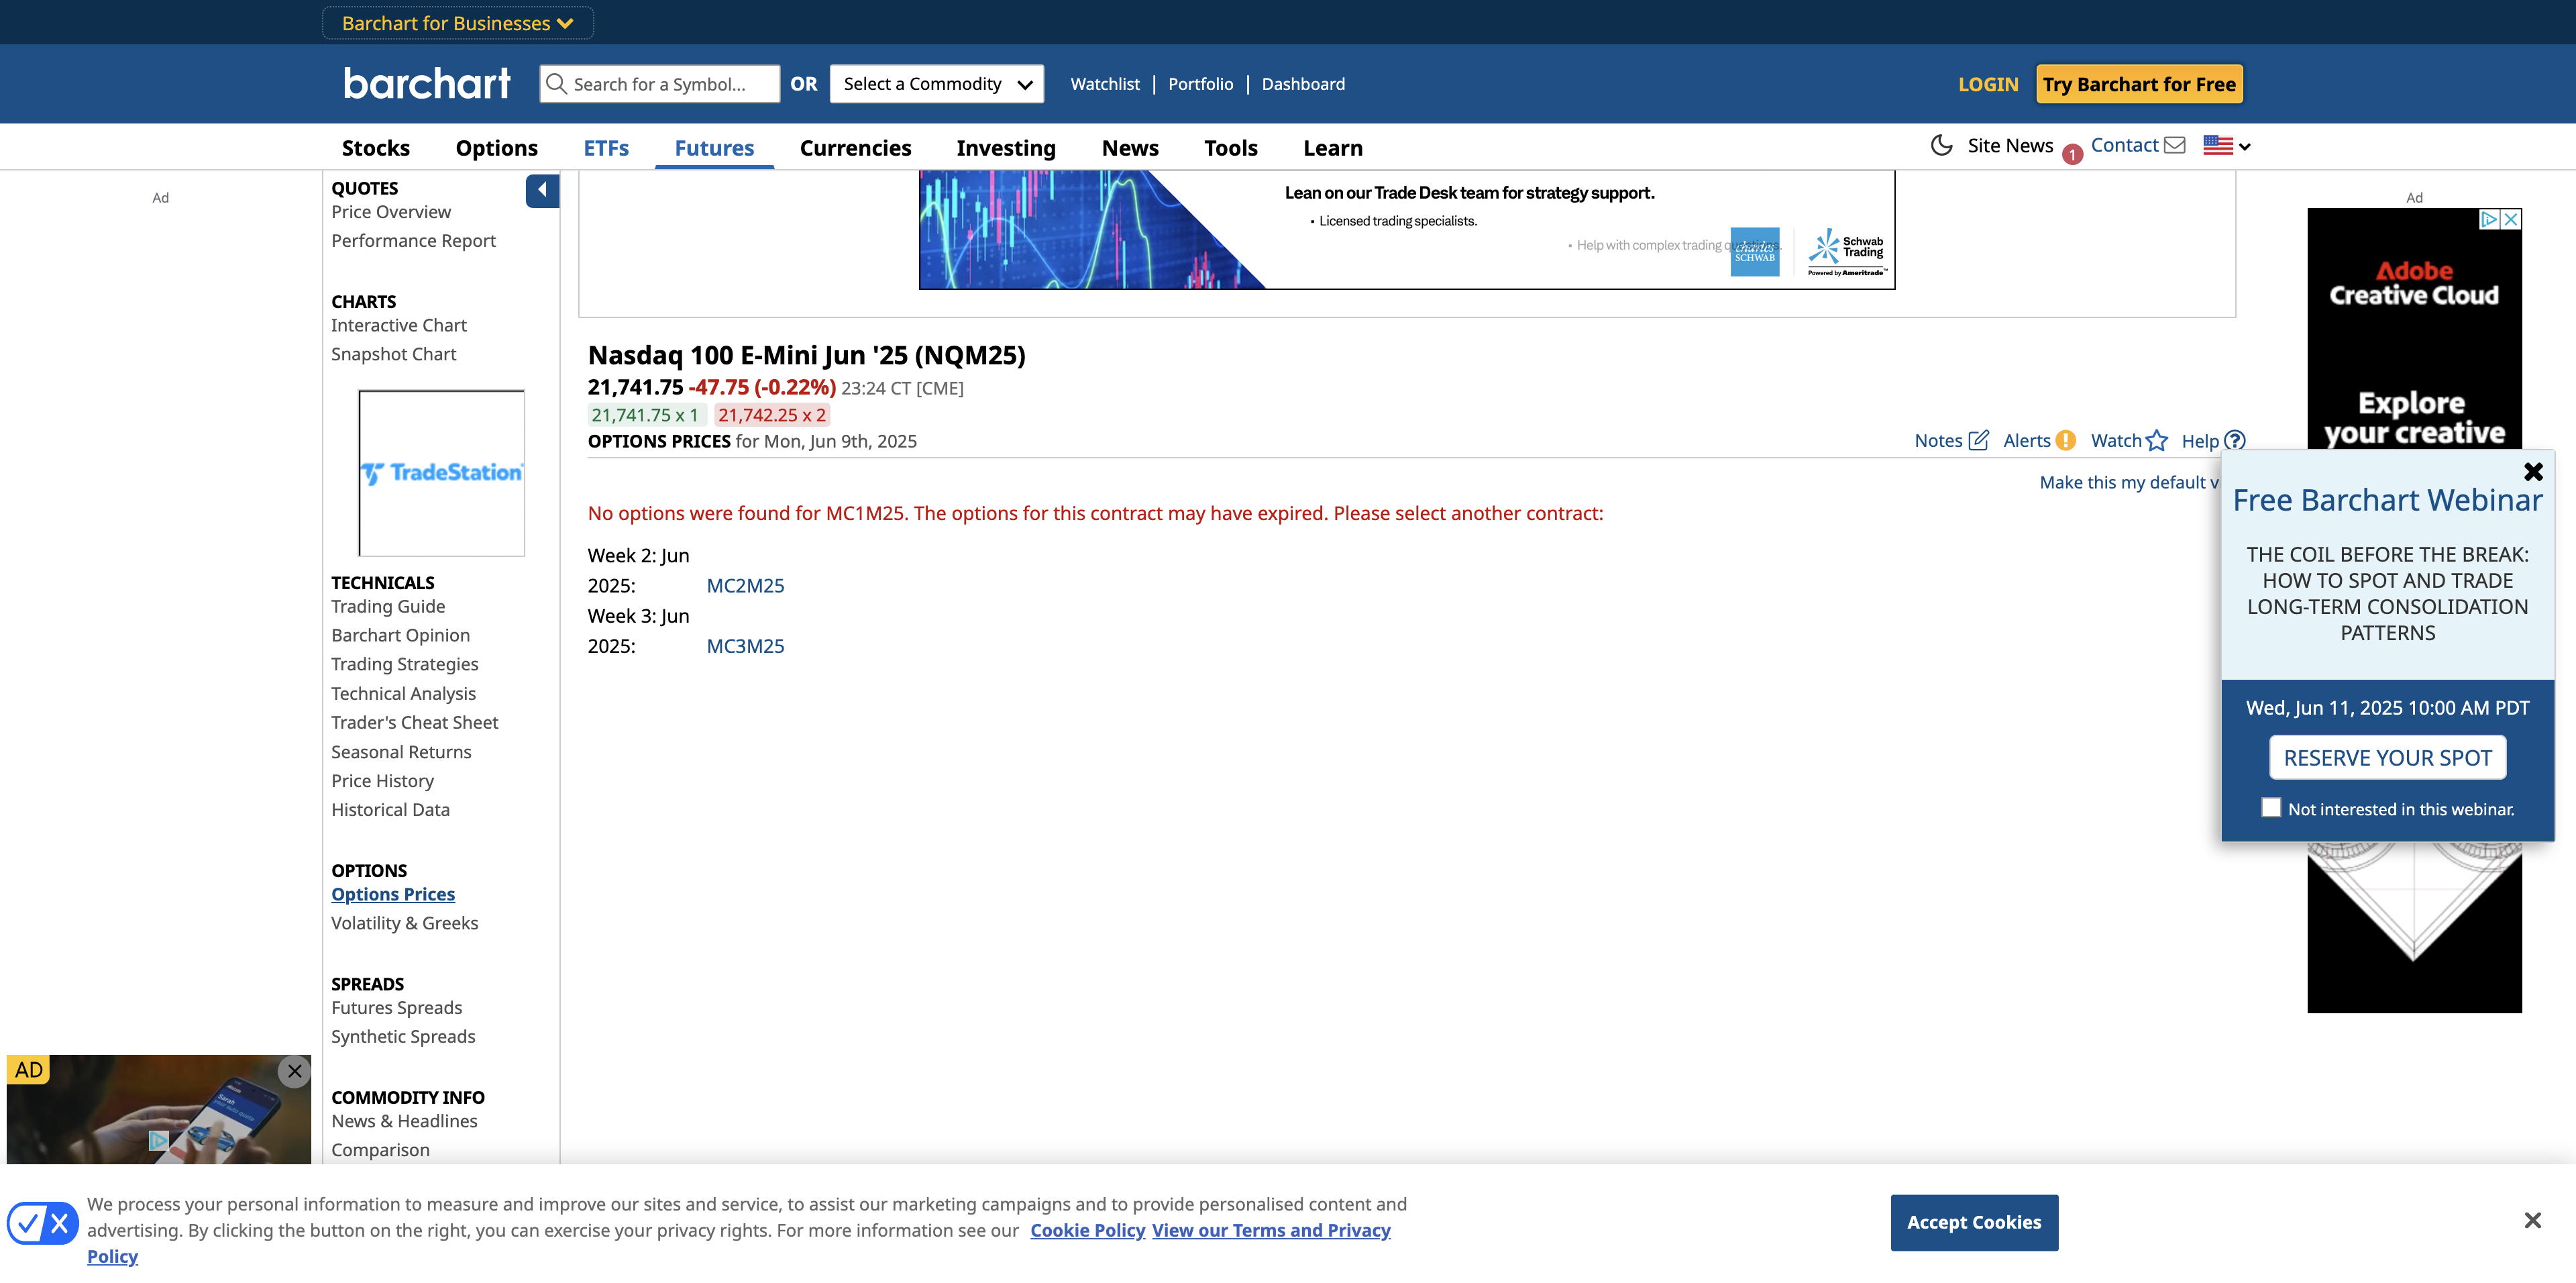 Barchart for Businesses
barchart
Search for a Symbol...
OR
Select a Commodity
Watchlist | Portfolio | Dashboard
LOGIN
Try Barchart for Free
Stocks
Options
ETFs
Futures
Currencies
Investing
News
Tools
Learn
Site News
1
Contact
Ad
QUOTES
Price Overview
Performance Report
CHARTS
Interactive Chart
Snapshot Chart
TradeStation
TECHNICALS
Trading Guide
Barchart Opinion
Trading Strategies
Technical Analysis
Trader's Cheat Sheet
Seasonal Returns
Price History
Historical Data
OPTIONS
Options Prices
Volatility & Greeks
SPREADS
Futures Spreads
Synthetic Spreads
COMMODITY INFO
News & Headlines
Comparison
Lean on our Trade Desk team for strategy support.
• Licensed trading specialists.
• Help with complex trading
charles
SCHWAB
Schwab
Trading
Powered by Ameritrade™
Nasdaq 100 E-Mini Jun '25 (NQM25)
21,741.75 -47.75 (-0.22%) 23:24 CT [CME]
21,741.75 x 1 21,742.25 x 2
OPTIONS PRICES for Mon, Jun 9th, 2025
Notes
Alerts
Watch
Help
Make this my default v
No options were found for MC1M25. The options for this contract may have expired. Please select another contract:
Week 2: Jun
2025: MC2M25
Week 3: Jun
2025: MC3M25
Ad
Adobe
Creative Cloud
Explore
your creative
Free Barchart Webinar
THE COIL BEFORE THE BREAK:
HOW TO SPOT AND TRADE
LONG-TERM CONSOLIDATION
PATTERNS
Wed, Jun 11, 2025 10:00 AM PDT
RESERVE YOUR SPOT
Not interested in this webinar.
AD
Sarah
We process your personal information to measure and improve our sites and service, to assist our marketing campaigns and to provide personalised content and
advertising. By clicking the button on the right, you can exercise your privacy rights. For more information see our Cookie Policy View our Terms and Privacy
Policy
Accept Cookies